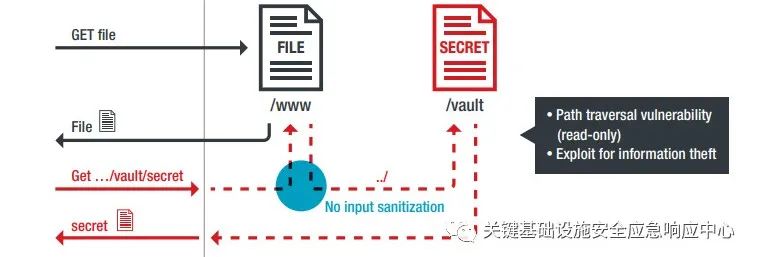 GET file
FILE
SECRET
/www
/vault
File
• Path traversal vulnerability
(read-only)
• Exploit for information theft
Get .../vault/secret
../
No input sanitization
secret
关键基础设施安全应急响应中心